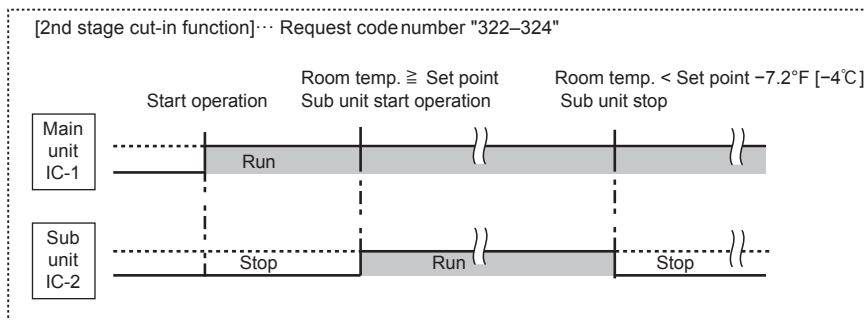 [2nd stage cut-in function]··· Request code number "322–324"
Room temp. ≧ Set point
Room temp. < Set point −7.2°F [−4℃]
Start operation
Sub unit start operation
Sub unit stop
Main
unit
IC-1
Run
Sub
unit
IC-2
Stop
Run
Stop